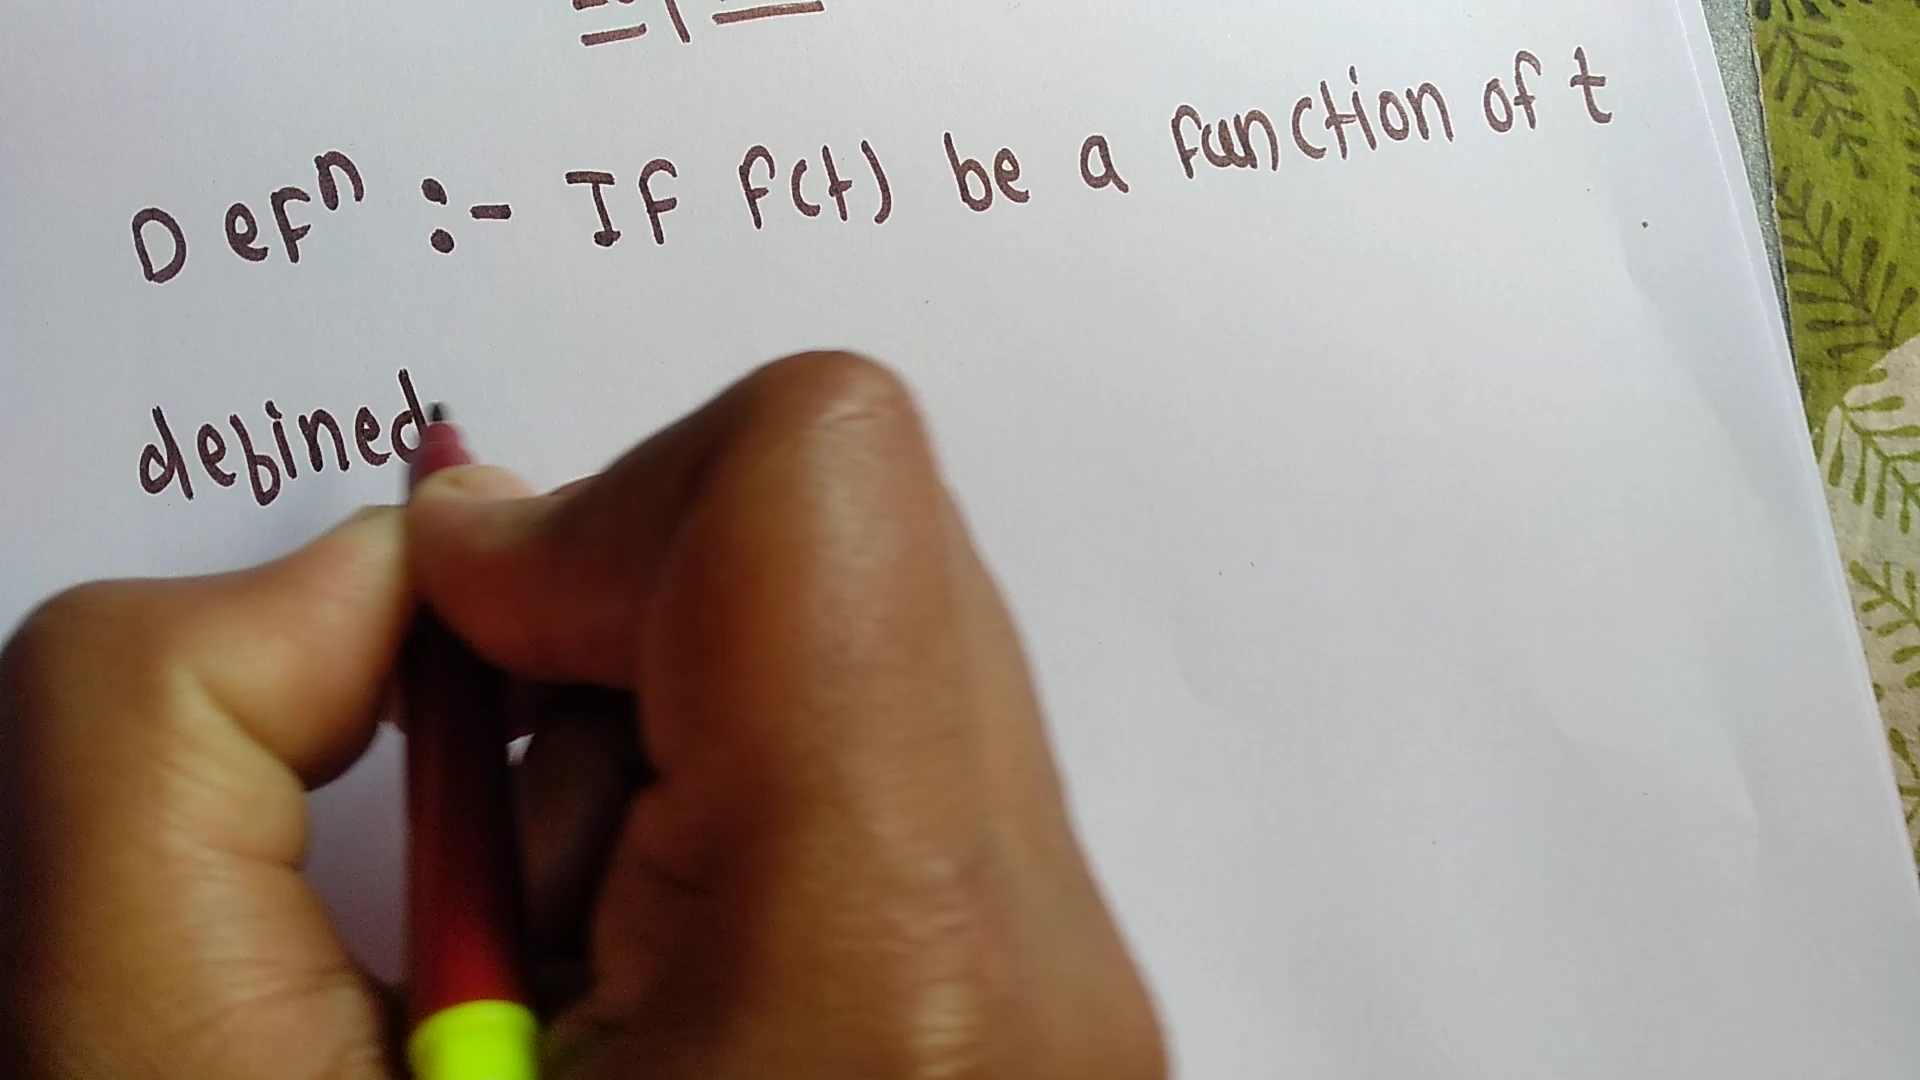 Defⁿ :- If f(t) be a function of t
defined